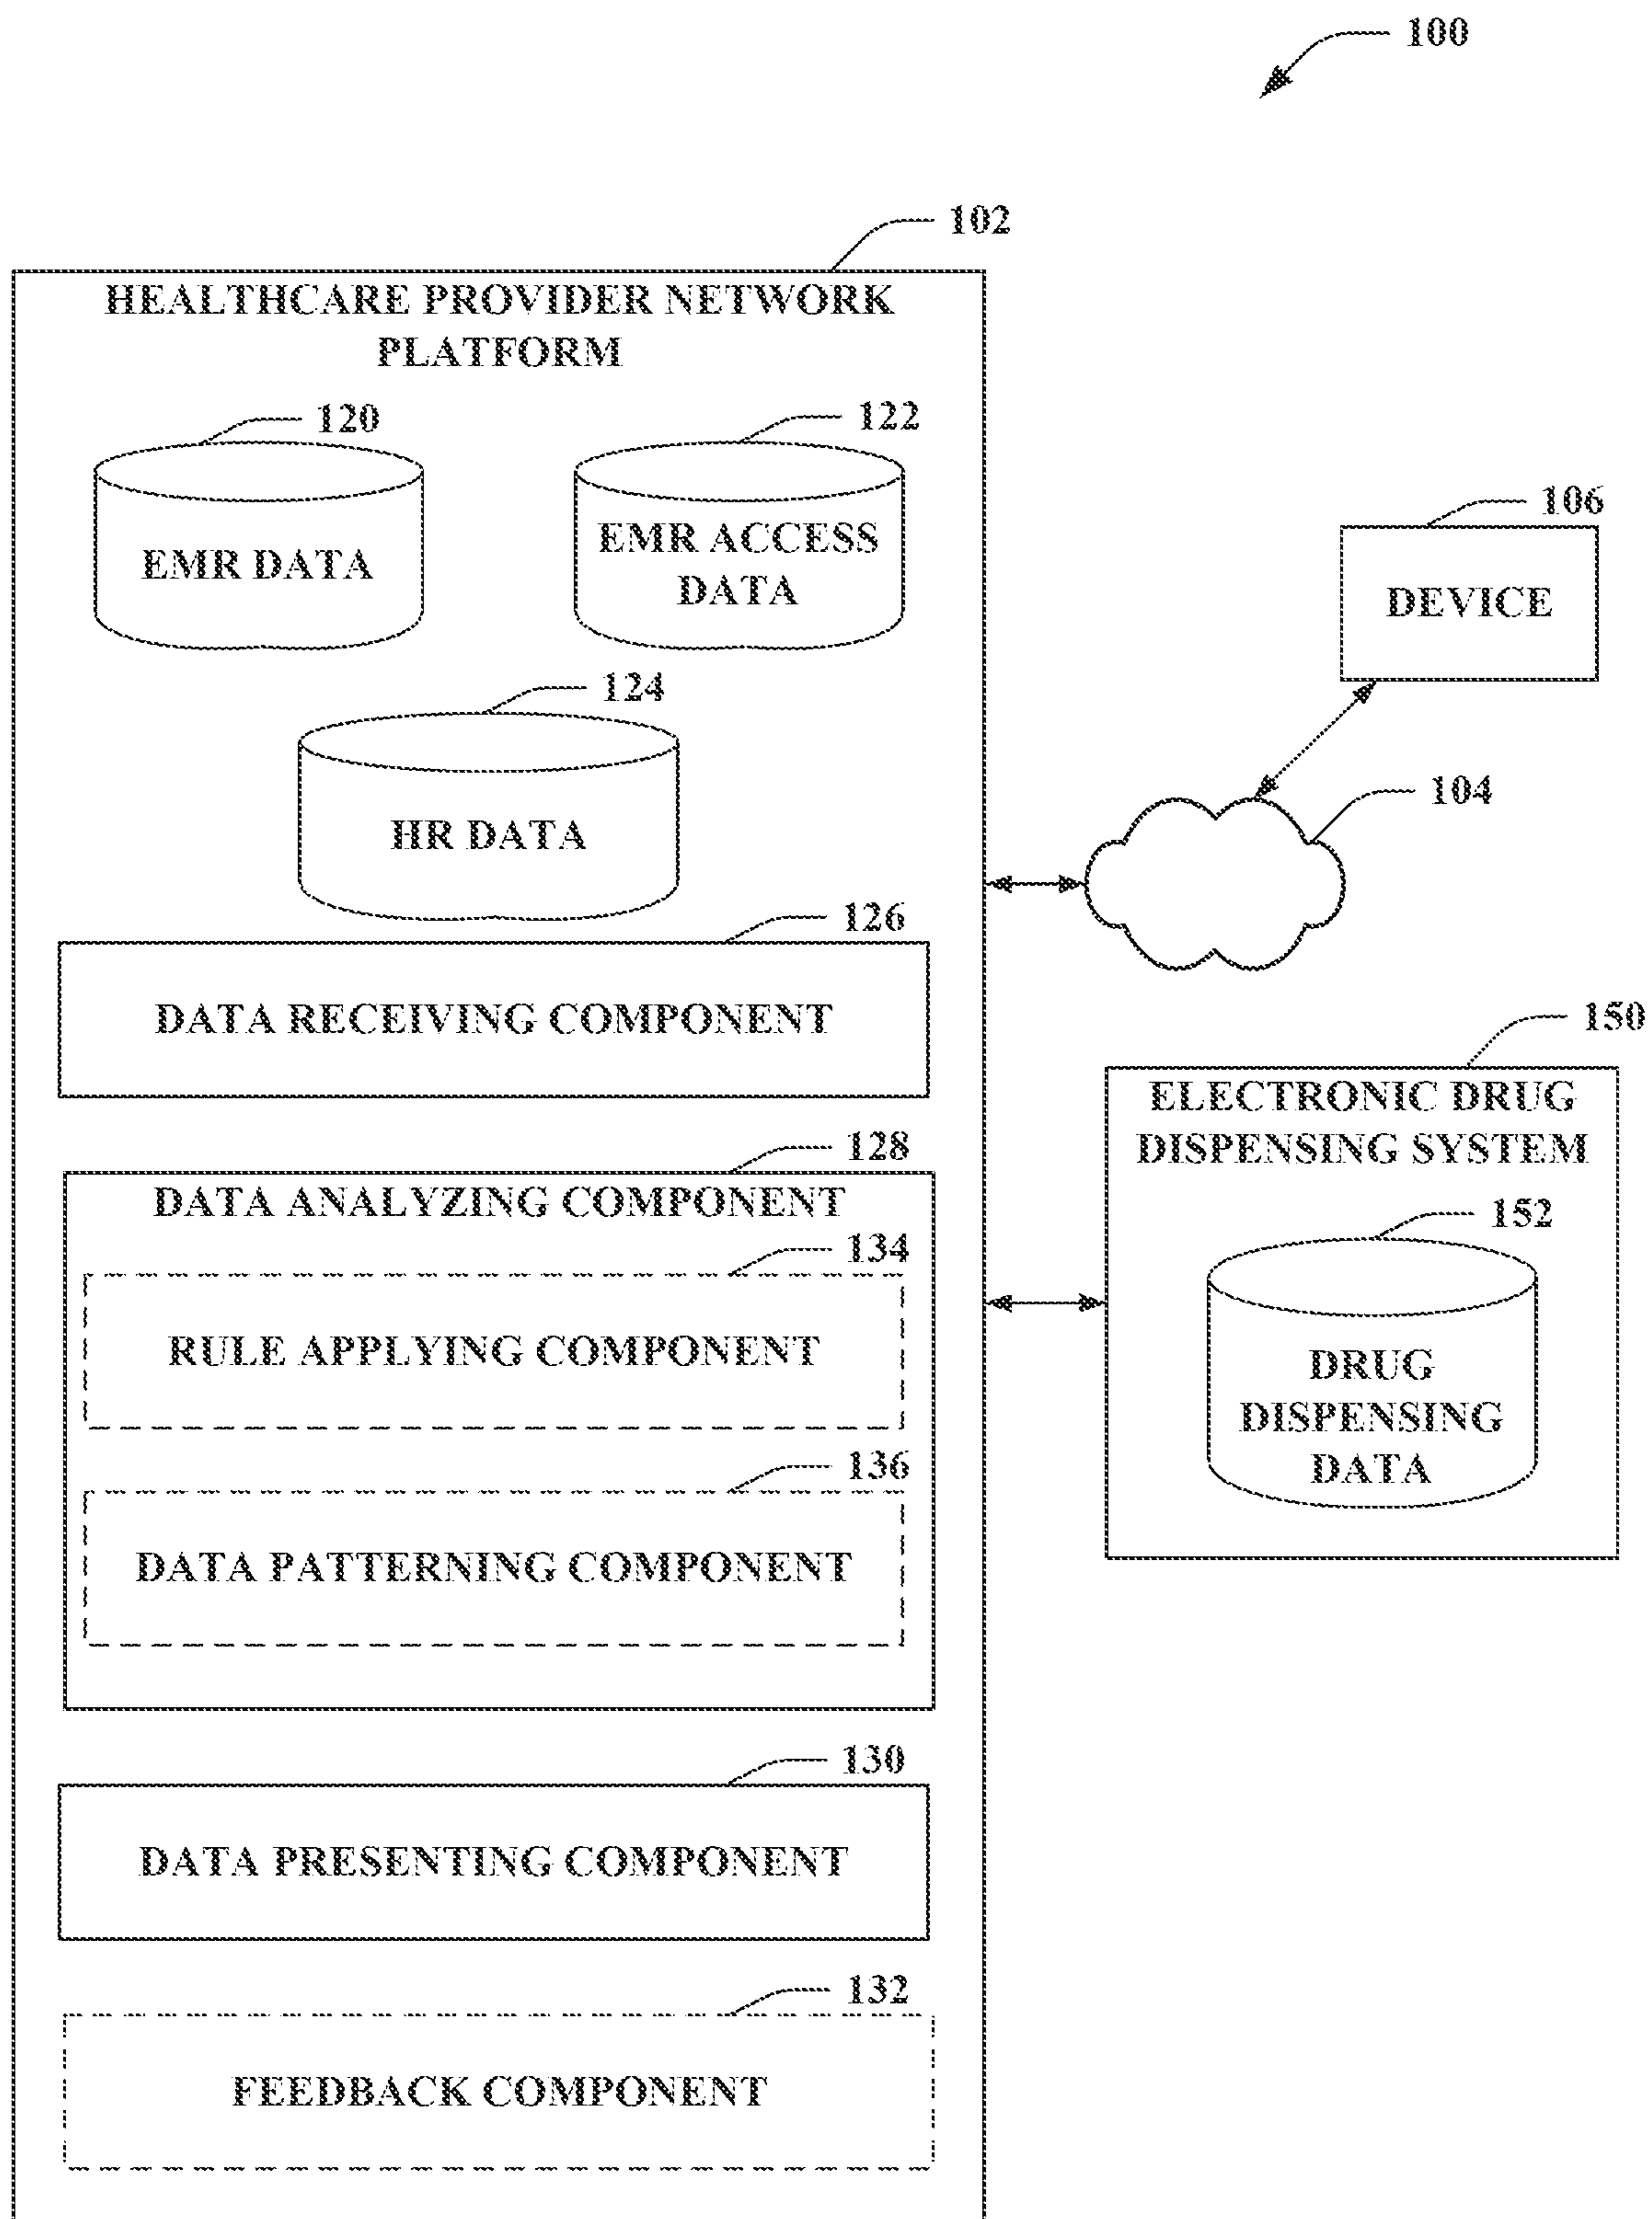 100
102
HEALTHCARE PROVIDER NETWORK
PLATFORM
120
122
EMR DATA
EMR ACCESS
DATA
106
DEVICE
124
HR DATA
104
126
DATA RECEIVING COMPONENT
150
ELECTRONIC DRUG
DISPENSING SYSTEM
128
DATA ANALYZING COMPONENT
134
RULE APPLYING COMPONENT
152
DRUG
DISPENSING
DATA
136
DATA PATTERNING COMPONENT
130
DATA PRESENTING COMPONENT
132
FEEDBACK COMPONENT